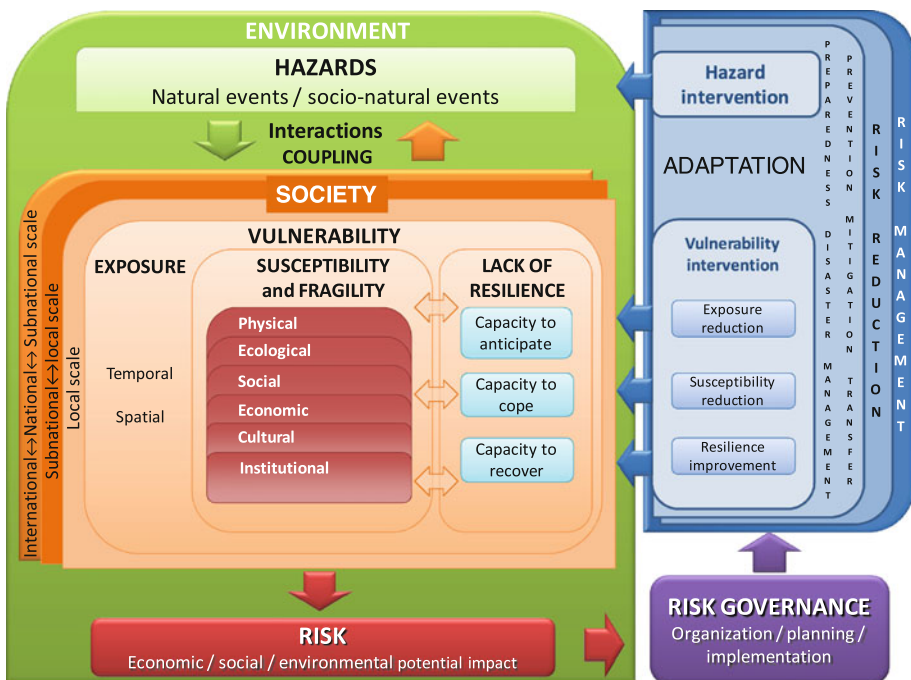 ENVIRONMENT
HAZARDS
Natural events / socio-natural events
Interactions
COUPLING
SOCIETY
International↔National↔ Subnational scale
Subnational↔local scale
Local scale
VULNERABILITY
EXPOSURE
Temporal
Spatial
SUSCEPTIBILITY
and FRAGILITY
Physical
Ecological
Social
Economic
Cultural
Institutional
LACK OF
RESILIENCE
Capacity to
anticipate
Capacity to
cope
Capacity to
recover
RISK
Economic / social / environmental potential impact
Hazard
intervention
ADAPTATION
Vulnerability
intervention
Exposure
reduction
Susceptibility
reduction
Resilience
improvement
PREPAREDNESS DISASTER MANAGEMENT
PREVENTION MITIGATION TRANSFER
RISK REDUCTION
RISK MANAGEMENT
RISK GOVERNANCE
Organization / planning /
implementation